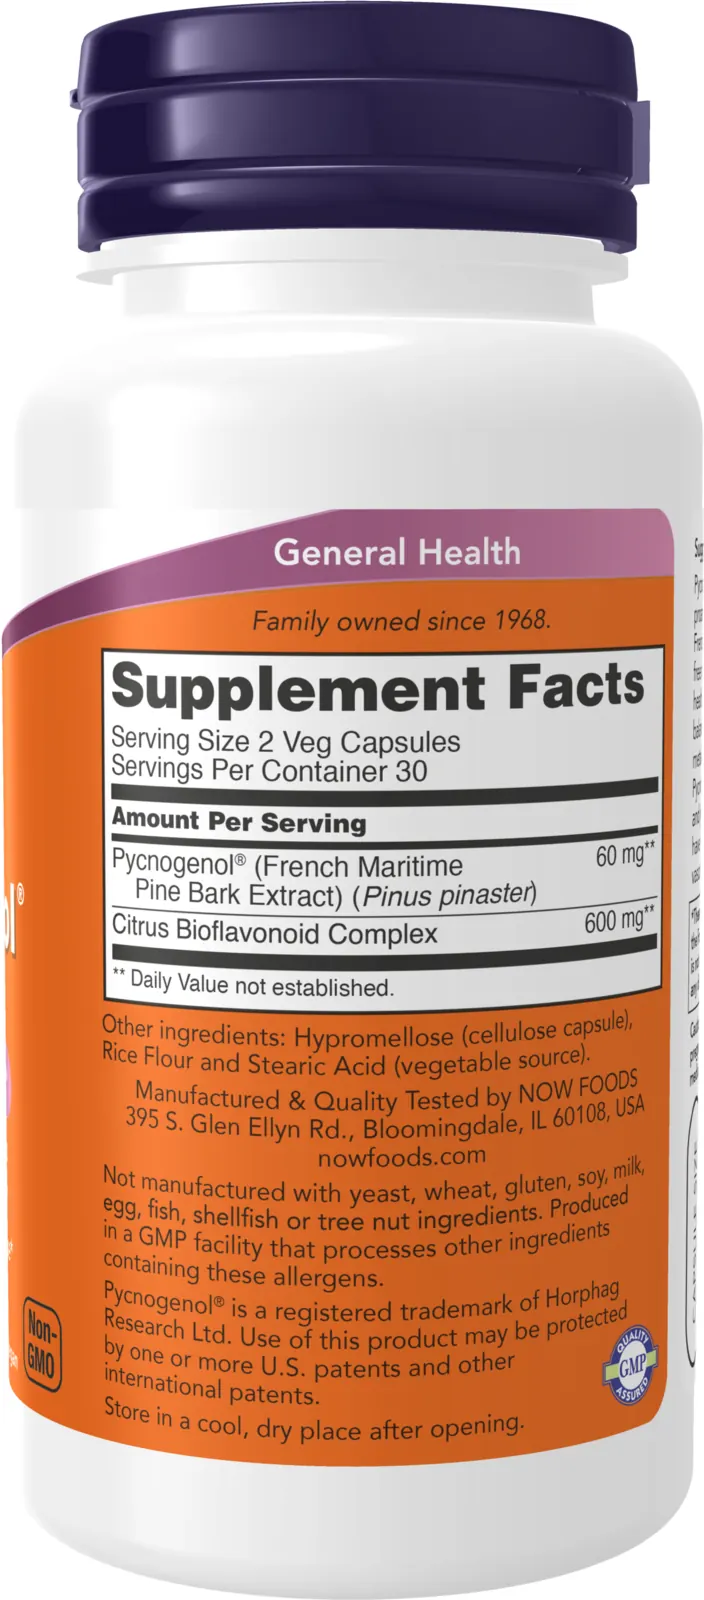 General Health
Family owned since 1968.
Supplement Facts
Serving Size 2 Veg Capsules
Servings Per Container 30
Amount Per Serving
Pycnogenol® (French Maritime 60 mg**
Pine Bark Extract) (Pinus pinaster)
Citrus Bioflavonoid Complex 600 mg**
** Daily Value not established.
Other ingredients: Hypromellose (cellulose capsule),
Rice Flour and Stearic Acid (vegetable source).
Manufactured & Quality Tested by NOW FOODS
395 S. Glen Ellyn Rd., Bloomingdale, IL 60108, USA
nowfoods.com
Not manufactured with yeast, wheat, gluten, soy, milk,
egg, fish, shellfish or tree nut ingredients. Produced
in a GMP facility that processes other ingredients
containing these allergens.
Pycnogenol® is a registered trademark of Horphag
Research Ltd. Use of this product may be protected
by one or more U.S. patents and other
international patents.
Store in a cool, dry place after opening.
Non-
GMO
QUALITY
GMP
ASSURED
CAPSULE SIZE